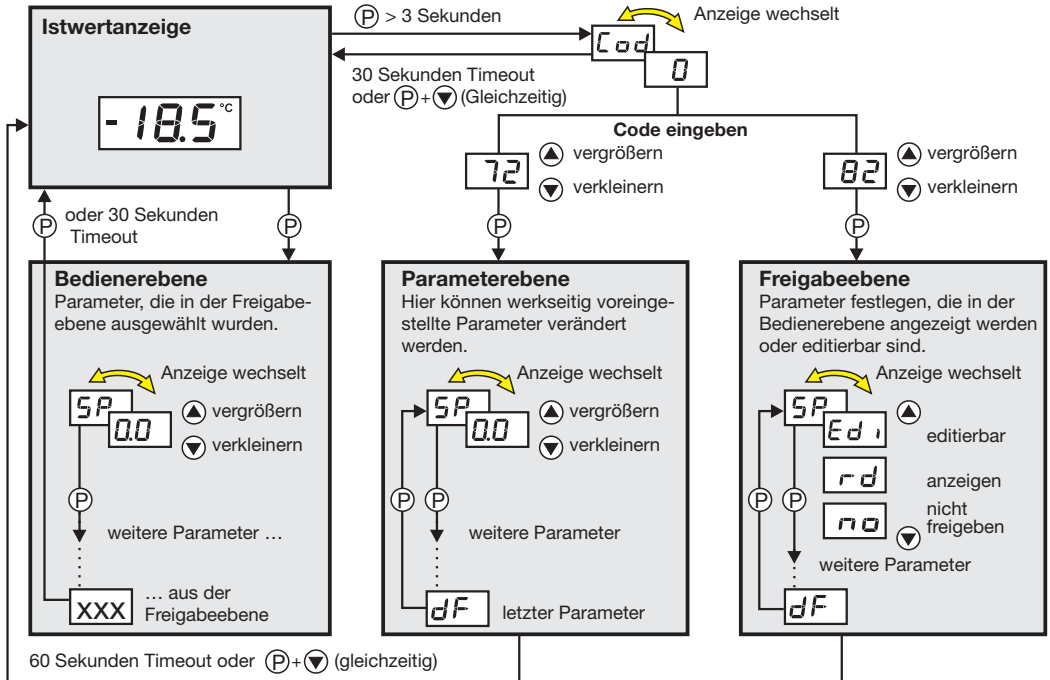 Istwertanzeige
-18.5 °C
P > 3 Sekunden
Anzeige wechselt
Cod
0
30 Sekunden Timeout
oder P+▼ (Gleichzeitig)
Code eingeben
72
▲ vergrößern
▼ verkleinern
82
▲ vergrößern
▼ verkleinern
P
oder 30 Sekunden
Timeout
P
P
P
Bedienerebene
Parameter, die in der Freigabe-
ebene ausgewählt wurden.
Anzeige wechselt
SP
0.0
▲ vergrößern
▼ verkleinern
P
weitere Parameter …
xxx
… aus der
Freigabeebene
Parameterebene
Hier können werkseitig voreinge-
stellte Parameter verändert
werden.
Anzeige wechselt
SP
0.0
▲ vergrößern
▼ verkleinern
P
P
weitere Parameter
dF
letzter Parameter
Freigabeebene
Parameter festlegen, die in der
Bedienerebene angezeigt werden
oder editierbar sind.
Anzeige wechselt
SP
Edi
▲
editierbar
rd
anzeigen
no
nicht
freigeben
▼
P
P
weitere Parameter
dF
60 Sekunden Timeout oder P+▼ (gleichzeitig)